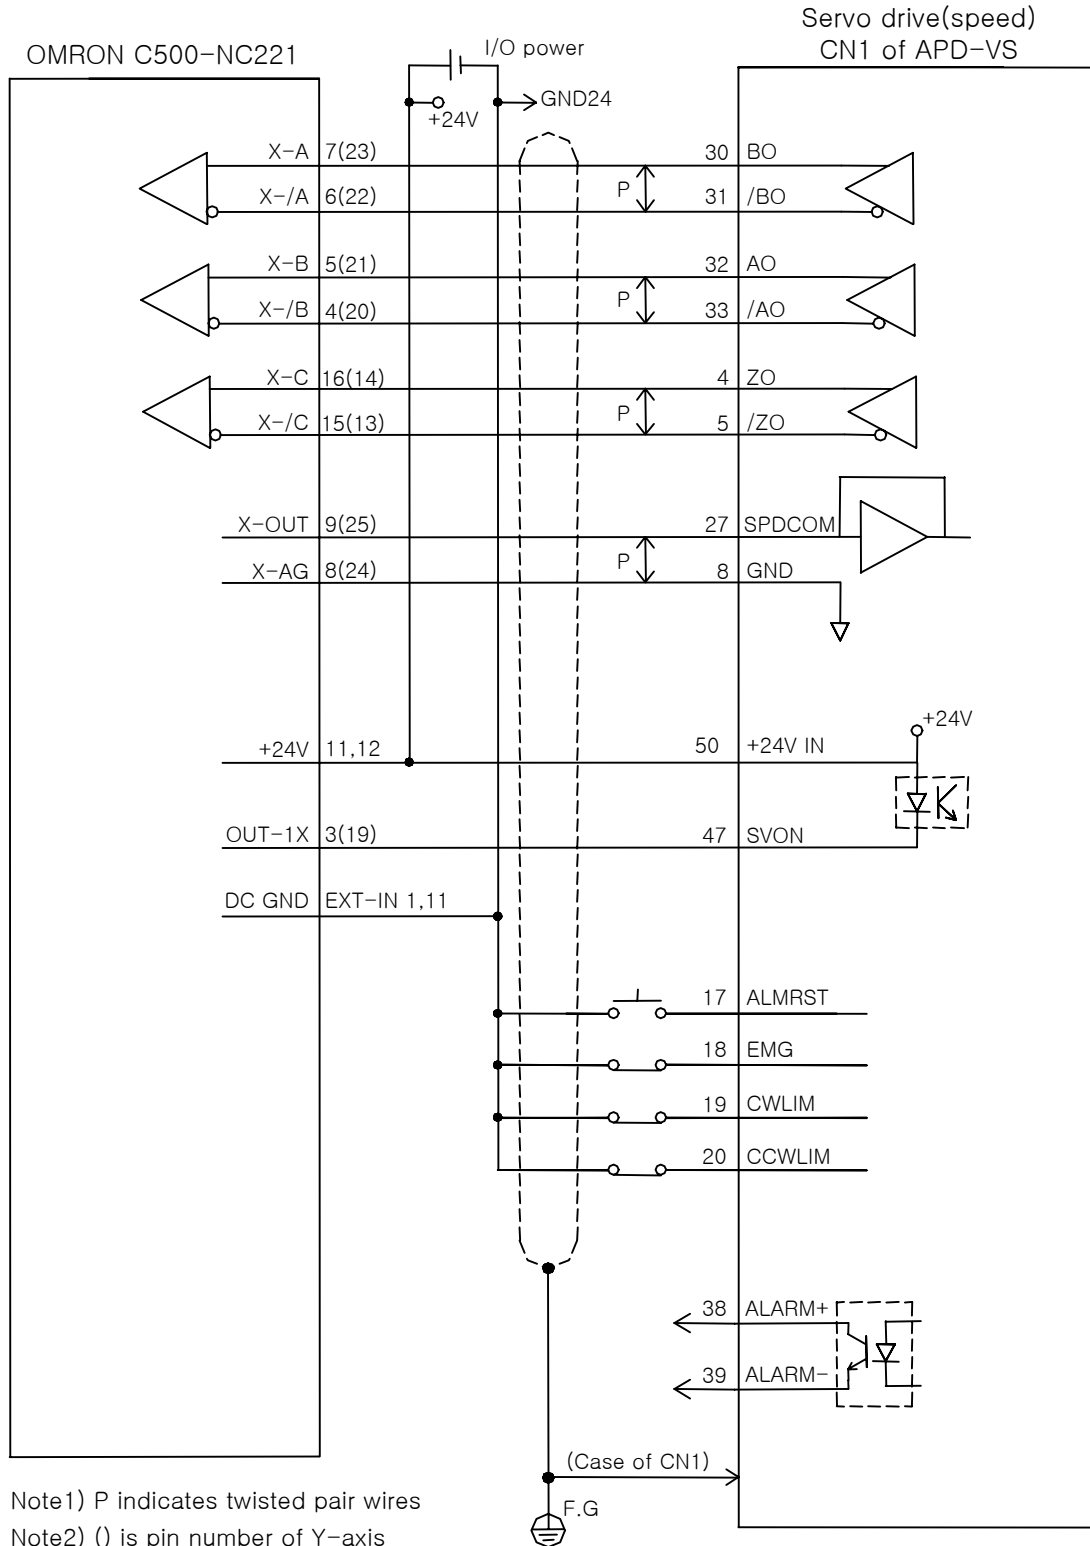 Servo drive(speed)
OMRON C500-NC221
I/O power
CN1 of APD-VS
GND24
+24V
X-A 7(23) 30 BO
P
X-/A 6(22) 31 /BO
X-B 5(21) 32 AO
P
X-/B 4(20) 33 /AO
X-C 16(14) 4 ZO
P
X-/C 15(13) 5 /ZO
X-OUT 9(25) 27 SPDCOM
P
X-AG 8(24) 8 GND
+24V
+24V 11,12 50 +24V IN
OUT-1X 3(19) 47 SVON
DC GND EXT-IN 1,11
17 ALMRST
18 EMG
19 CWLIM
20 CCWLIM
38 ALARM+
39 ALARM-
(Case of CN1)
F.G
Note1) P indicates twisted pair wires
Note2) () is pin number of Y-axis